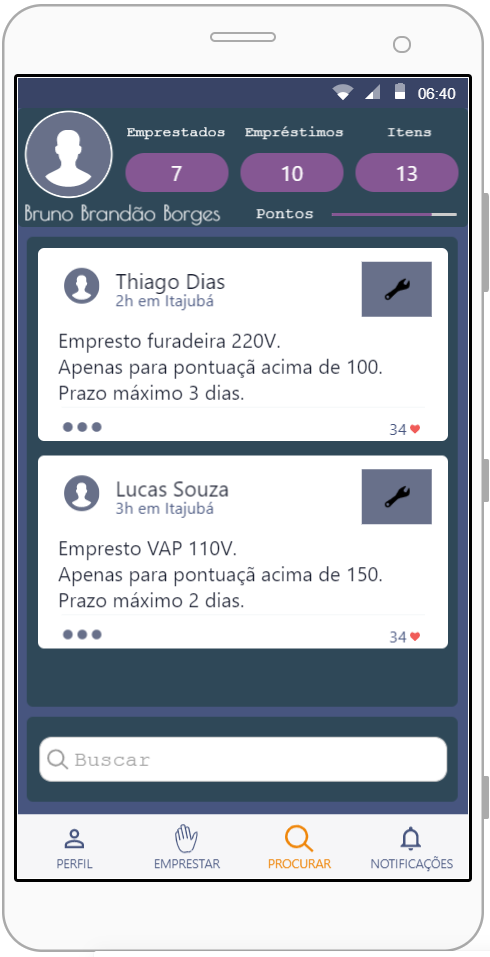 06:40
Emprestados Empréstimos Itens
7 10 13
Bruno Brandão Borges Pontos
Thiago Dias
2h em Itajubá
Empresto furadeira 220V.
Apenas para pontuaçã acima de 100.
Prazo máximo 3 dias.
34
Lucas Souza
3h em Itajubá
Empresto VAP 110V.
Apenas para pontuaçã acima de 150.
Prazo máximo 2 dias.
34
Buscar
PERFIL EMPRESTAR PROCURAR NOTIFICAÇÕES